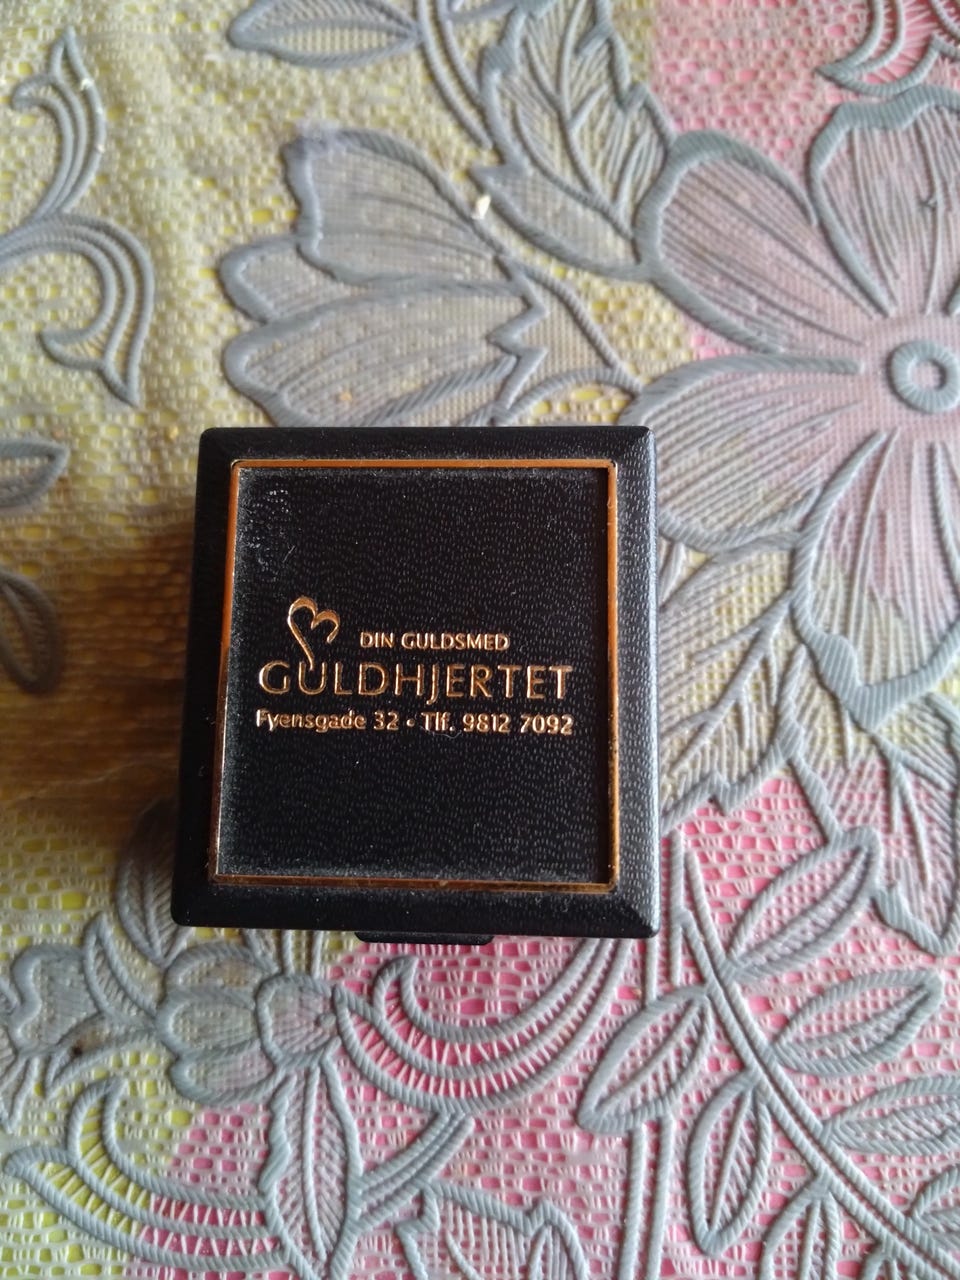 DIN GULDSMED
GULDHJERTET
Fyensgade 32 • Tlf. 9812 7092